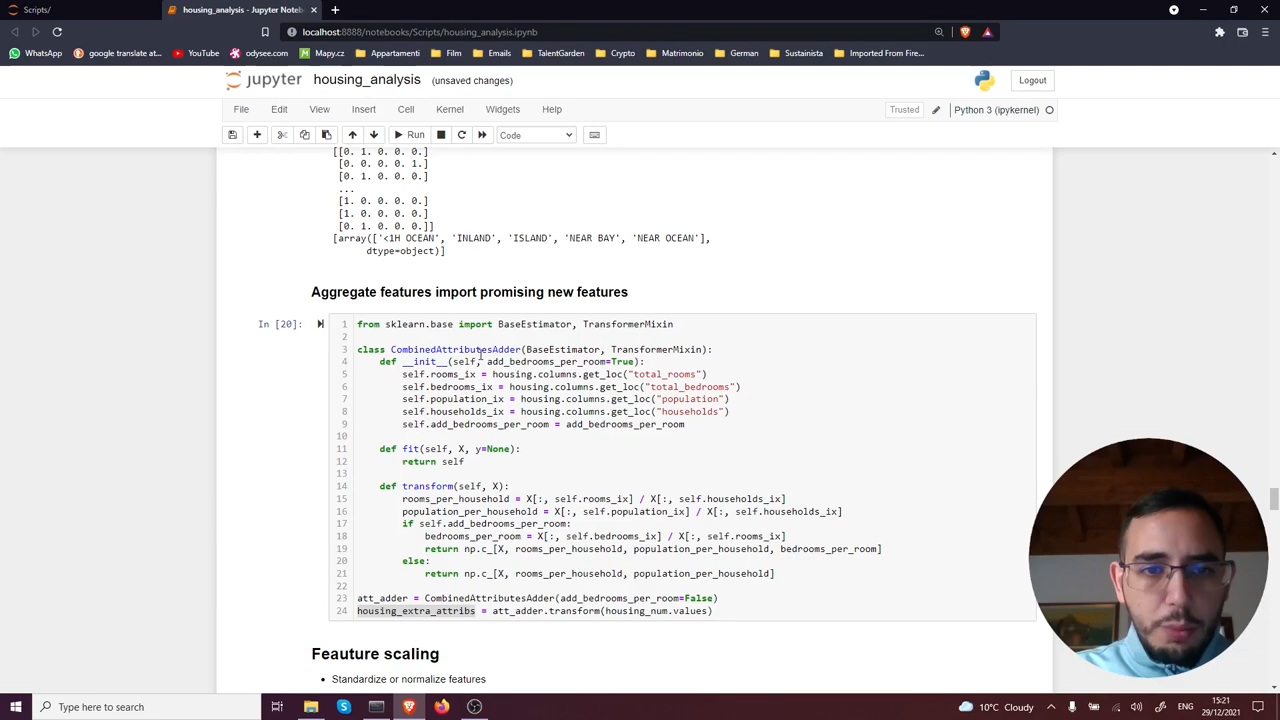 Scripts/
housing_analysis - Jupyter Noteb
localhost:8888/notebooks/Scripts/housing_analysis.ipynb
WhatsApp
google translate at...
YouTube
odysee.com
Mapy.cz
Appartamenti
Film
Emails
TalentGarden
Crypto
Matrimonio
German
Sustainista
Imported From Fire...
jupyter
housing_analysis
(unsaved changes)
Logout
File
Edit
View
Insert
Cell
Kernel
Widgets
Help
Trusted
Python 3 (ipykernel)
Run
Code
[[0. 1. 0. 0. 0.]
[0. 0. 0. 0. 1.]
[0. 1. 0. 0. 0.]
...
[1. 0. 0. 0. 0.]
[1. 0. 0. 0. 0.]
[0. 1. 0. 0. 0.]]
[array(['<1H OCEAN', 'INLAND', 'ISLAND', 'NEAR BAY', 'NEAR OCEAN'],
dtype=object)]
Aggregate features import promising new features
In [20]:
1 from sklearn.base import BaseEstimator, TransformerMixin
2
3 class CombinedAttributesAdder(BaseEstimator, TransformerMixin):
4 def __init__(self, add_bedrooms_per_room=True):
5 self.rooms_ix = housing.columns.get_loc("total_rooms")
6 self.bedrooms_ix = housing.columns.get_loc("total_bedrooms")
7 self.population_ix = housing.columns.get_loc("population")
8 self.households_ix = housing.columns.get_loc("households")
9 self.add_bedrooms_per_room = add_bedrooms_per_room
10
11 def fit(self, X, y=None):
12 return self
13
14 def transform(self, X):
15 rooms_per_household = X[:, self.rooms_ix] / X[:, self.households_ix]
16 population_per_household = X[:, self.population_ix] / X[:, self.households_ix]
17 if self.add_bedrooms_per_room:
18 bedrooms_per_room = X[:, self.bedrooms_ix] / X[:, self.rooms_ix]
19 return np.c_[X, rooms_per_household, population_per_household, bedrooms_per_room]
20 else:
21 return np.c_[X, rooms_per_household, population_per_household]
22
23 att_adder = CombinedAttributesAdder(add_bedrooms_per_room=False)
24 housing_extra_attribs = att_adder.transform(housing_num.values)
Feauture scaling
• Standardize or normalize features
Type here to search
10°C Cloudy
15:21
29/12/2021